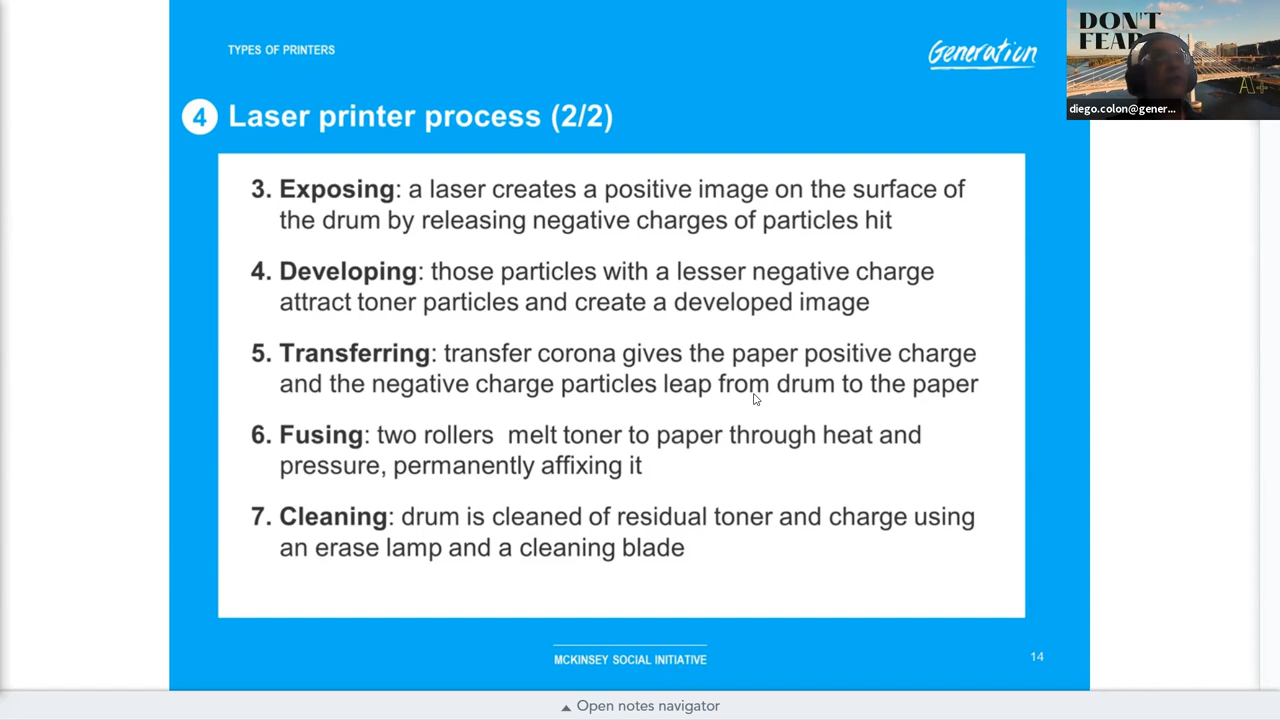 TYPES OF PRINTERS
Generation
4 Laser printer process (2/2)
3. Exposing: a laser creates a positive image on the surface of
the drum by releasing negative charges of particles hit
4. Developing: those particles with a lesser negative charge
attract toner particles and create a developed image
5. Transferring: transfer corona gives the paper positive charge
and the negative charge particles leap from drum to the paper
6. Fusing: two rollers  melt toner to paper through heat and
pressure, permanently affixing it
7. Cleaning: drum is cleaned of residual toner and charge using
an erase lamp and a cleaning blade
MCKINSEY SOCIAL INITIATIVE
14
Open notes navigator
DON'T
FEAR
A+
diego.colon@gener...